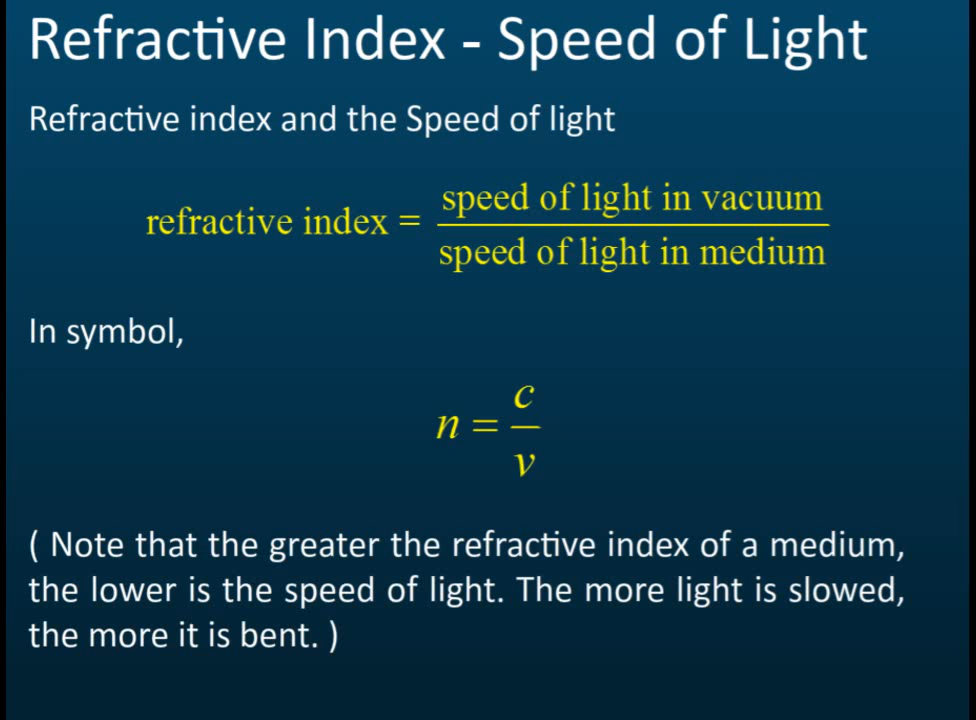 Refractive Index - Speed of Light
Refractive index and the Speed of light
refractive index = speed of light in vacuum / speed of light in medium
In symbol,
n = c / v
( Note that the greater the refractive index of a medium,
the lower is the speed of light. The more light is slowed,
the more it is bent. )